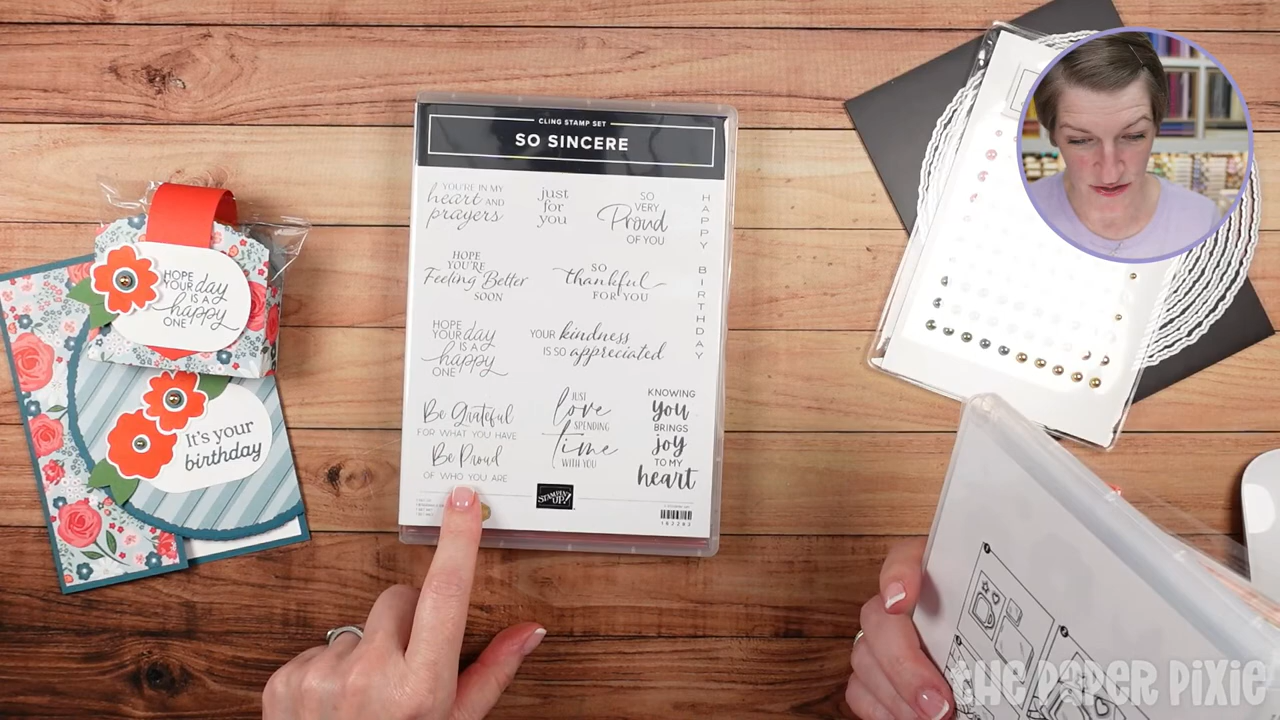 CLING STAMP SET
SO SINCERE
YOU'RE IN MY
heart AND
prayers
just
for
you
SO
VERY
Proud
OF YOU
HAPPY BIRTHDAY
HOPE
YOU'RE
Feeling Better
SOON
SO
thankful
FOR YOU
HOPE
YOUR day
IS A
happy
ONE
YOUR kindness
IS SO appreciated
Be Grateful
FOR WHAT YOU HAVE
Be Proud
OF WHO YOU ARE
JUST
love
SPENDING
time
WITH YOU
KNOWING
you
BRINGS
joy
TO MY
heart
STAMPIN' UP!
HOPE
YOUR day
IS A
happy
ONE
It's your
birthday
THE PAPER PIXIE